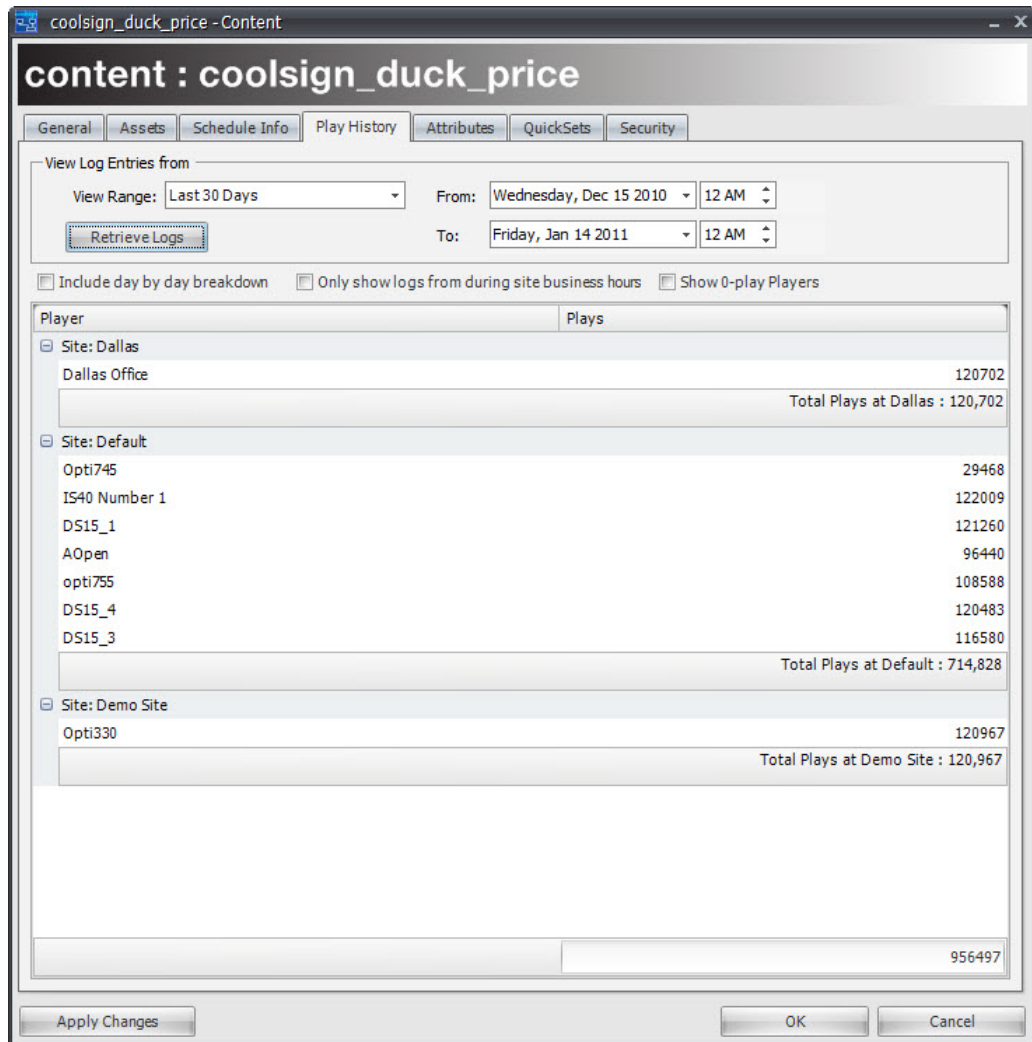 coolsign_duck_price - Content
content : coolsign_duck_price
General Assets Schedule Info Play History Attributes QuickSets Security
View Log Entries from
View Range: Last 30 Days From: Wednesday, Dec 15 2010 12 AM
Retrieve Logs To: Friday, Jan 14 2011 12 AM
Include day by day breakdown Only show logs from during site business hours Show 0-play Players
Player Plays
Site: Dallas
Dallas Office 120702
Total Plays at Dallas : 120,702
Site: Default
Opti745 29468
IS40 Number 1 122009
DS15_1 121260
AOpen 96440
opti755 108588
DS15_4 120483
DS15_3 116580
Total Plays at Default : 714,828
Site: Demo Site
Opti330 120967
Total Plays at Demo Site : 120,967
956497
Apply Changes OK Cancel